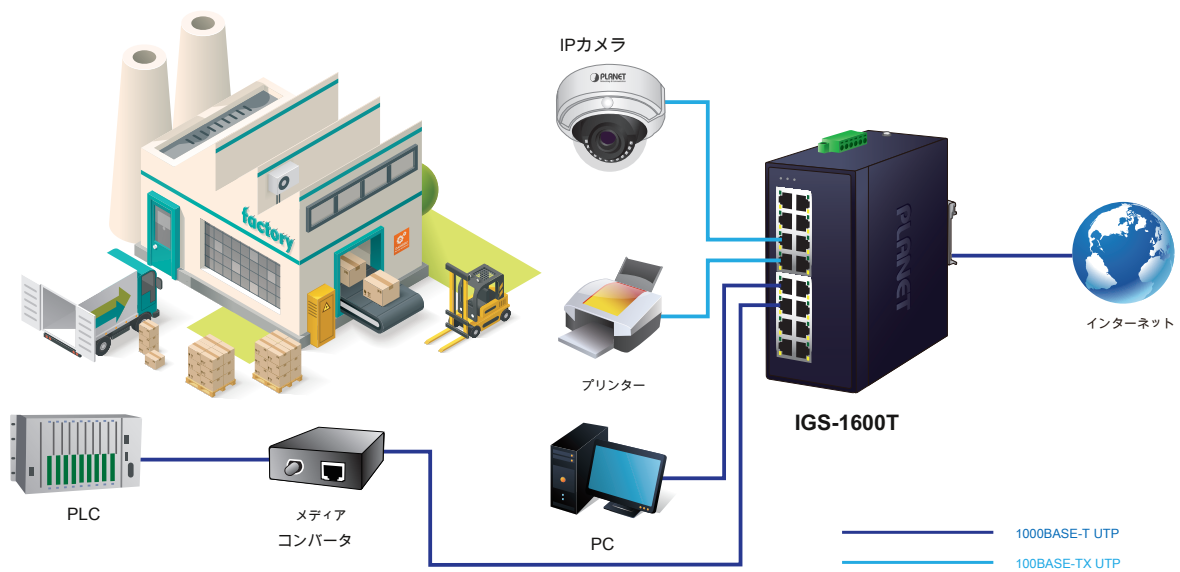 IPカメラ
PLANET
factory
PLANET
インターネット
プリンター
IGS-1600T
PLC
メディア
コンバータ
PC
1000BASE-T UTP
100BASE-TX UTP